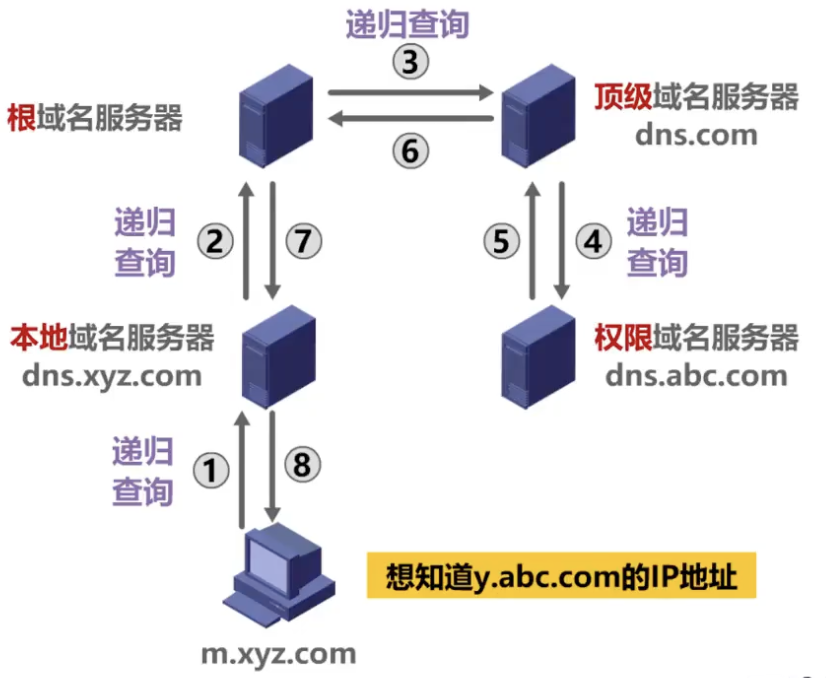 递归查询
③
根域名服务器
顶级域名服务器
dns.com
⑥
递归
查询
②
⑦
⑤
④
递归
查询
本地域名服务器
dns.xyz.com
权限域名服务器
dns.abc.com
递归
查询
①
⑧
想知道y.abc.com的IP地址
m.xyz.com